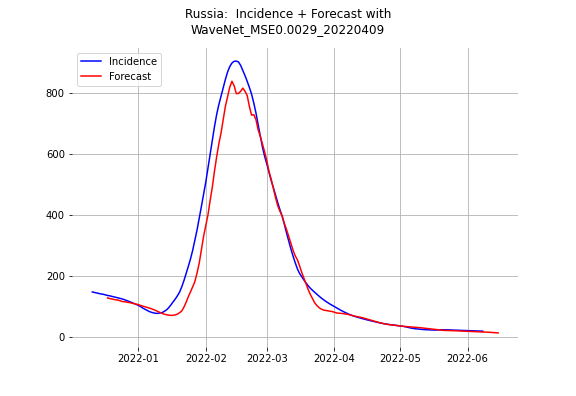 Russia:  Incidence + Forecast with
WaveNet_MSE0.0029_20220409
Incidence
Forecast
800
600
400
200
0
2022-01
2022-02
2022-03
2022-04
2022-05
2022-06